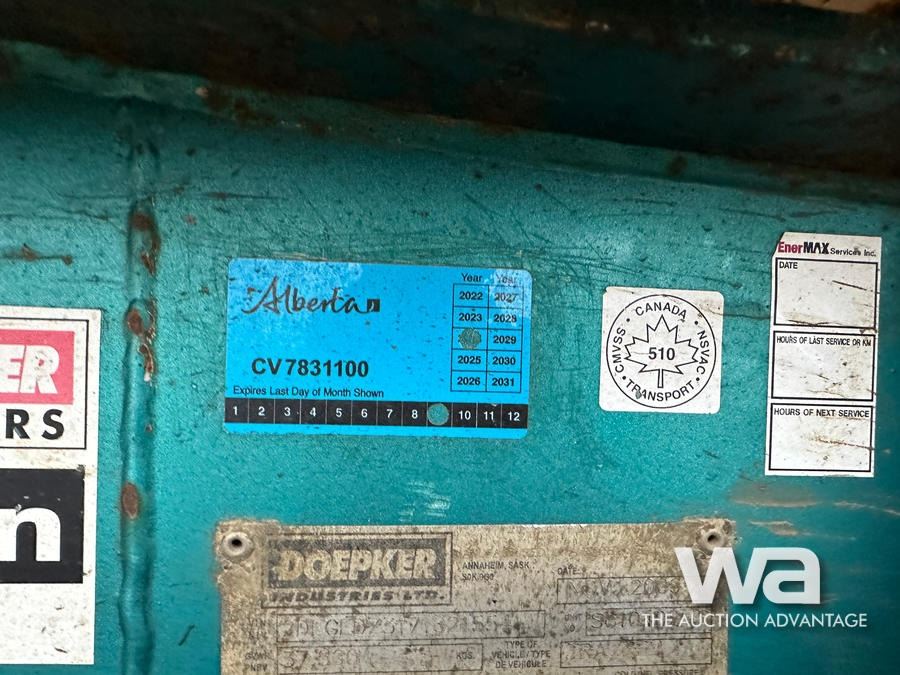 Alberta
Year Year
2022 2027
2023 2028
2029
2025 2030
2026 2031
CV7831100
Expires Last Day of Month Shown
1 2 3 4 5 6 7 8 10 11 12
CANADA
CMVSS NSVAC
510
TRANSPORT
EnerMAX Services Inc.
DATE
HOURS OF LAST SERVICE OR KM
HOURS OF NEXT SERVICE
ER
RS
n
DOEPKER
INDUSTRIES LTD.
ANNAHEIM, SASK.
S0K 0G0
DATE
KGS.
TYPE OF
VEHICLE/TYPE
DE VEHICULE
wa
THE AUCTION ADVANTAGE